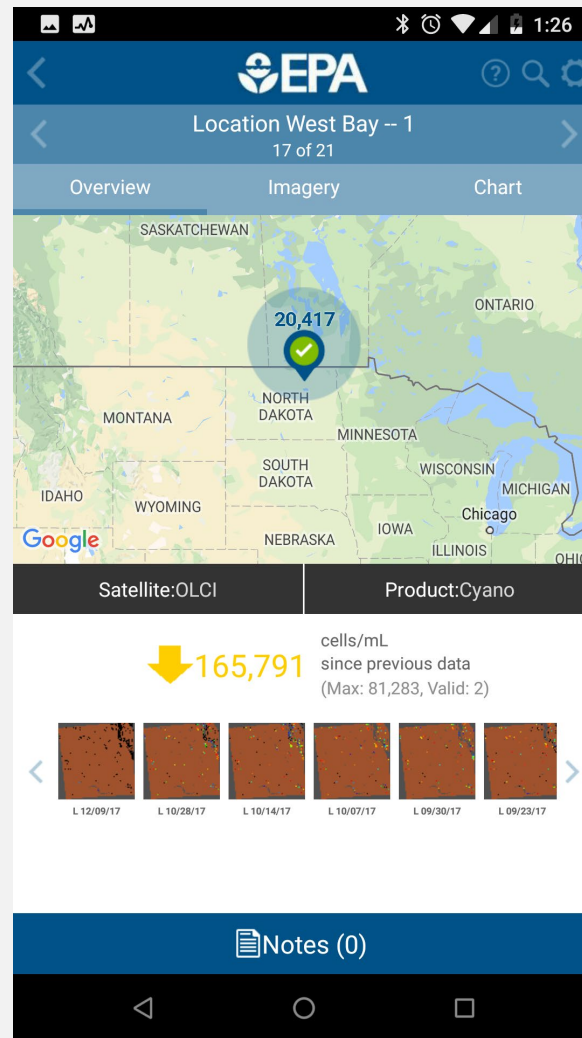 1:26
EPA
Location West Bay -- 1
17 of 21
Overview
Imagery
Chart
SASKATCHEWAN
ONTARIO
20,417
NORTH
DAKOTA
MONTANA
MINNESOTA
SOUTH
DAKOTA
WISCONSIN
MICHIGAN
IDAHO
WYOMING
Chicago
IOWA
Google
NEBRASKA
ILLINOIS
OHIO
Satellite:OLCI
Product:Cyano
165,791
cells/mL
since previous data
(Max: 81,283, Valid: 2)
L 12/09/17
L 10/28/17
L 10/14/17
L 10/07/17
L 09/30/17
L 09/23/17
Notes (0)